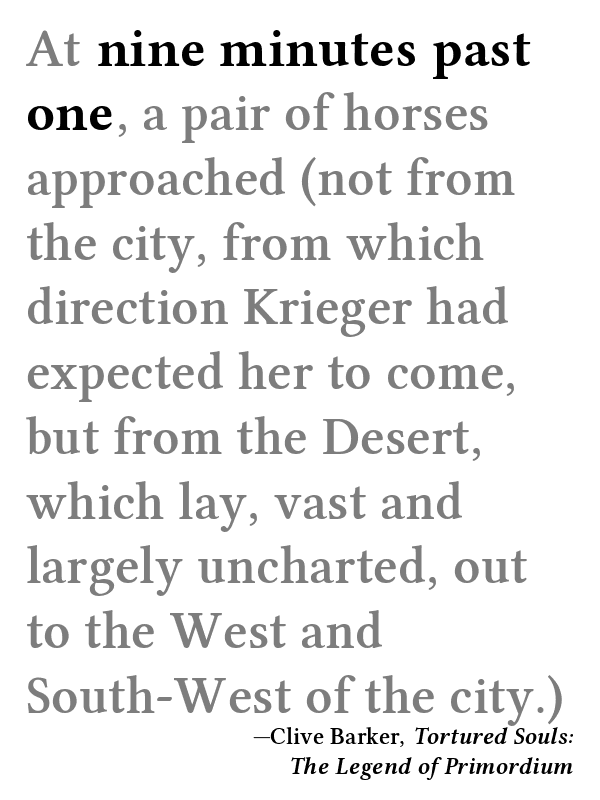 At nine minutes past
one, a pair of horses
approached (not from
the city, from which
direction Krieger had
expected her to come,
but from the Desert,
which lay, vast and
largely uncharted, out
to the West and
South-West of the city.)
—Clive Barker, Tortured Souls:
The Legend of Primordium